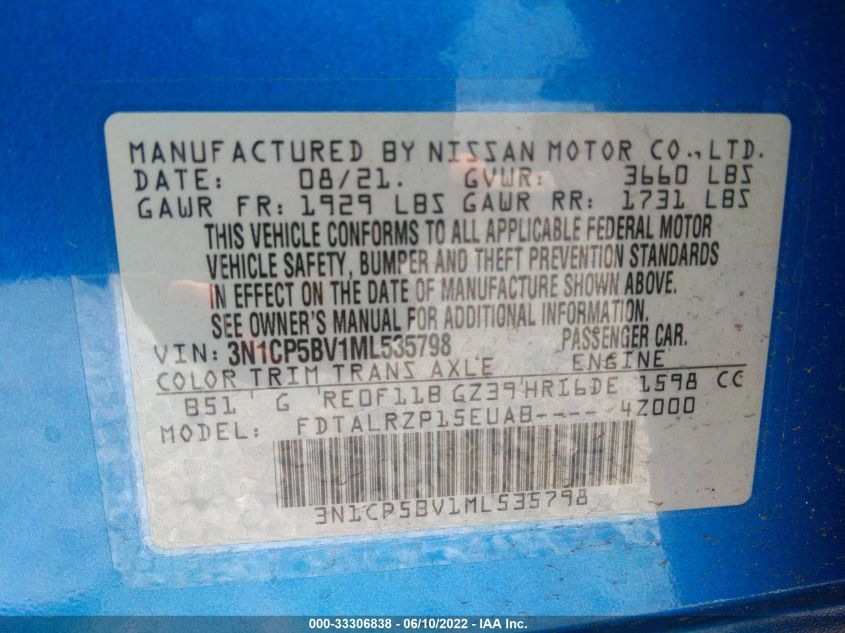 MANUFACTURED BY NISSAN MOTOR CO.,LTD.
DATE: 08/21. GVWR: 3660 LBS
GAWR FR: 1929 LBS GAWR RR: 1731 LBS
THIS VEHICLE CONFORMS TO ALL APPLICABLE FEDERAL MOTOR
VEHICLE SAFETY, BUMPER AND THEFT PREVENTION STANDARDS
IN EFFECT ON THE DATE OF MANUFACTURE SHOWN ABOVE.
SEE OWNER'S MANUAL FOR ADDITIONAL INFORMATION.
VIN: 3N1CP5BV1ML535798 PASSENGER CAR.
COLOR TRIM TRANS AXLE ENGINE
B51 G RE0F11B GZ39 HR16DE 1598 CC
MODEL: FDTALRZP15EUAB---- 4Z000
3N1CP5BV1ML535798
000-33306838 - 06/10/2022 - IAA Inc.